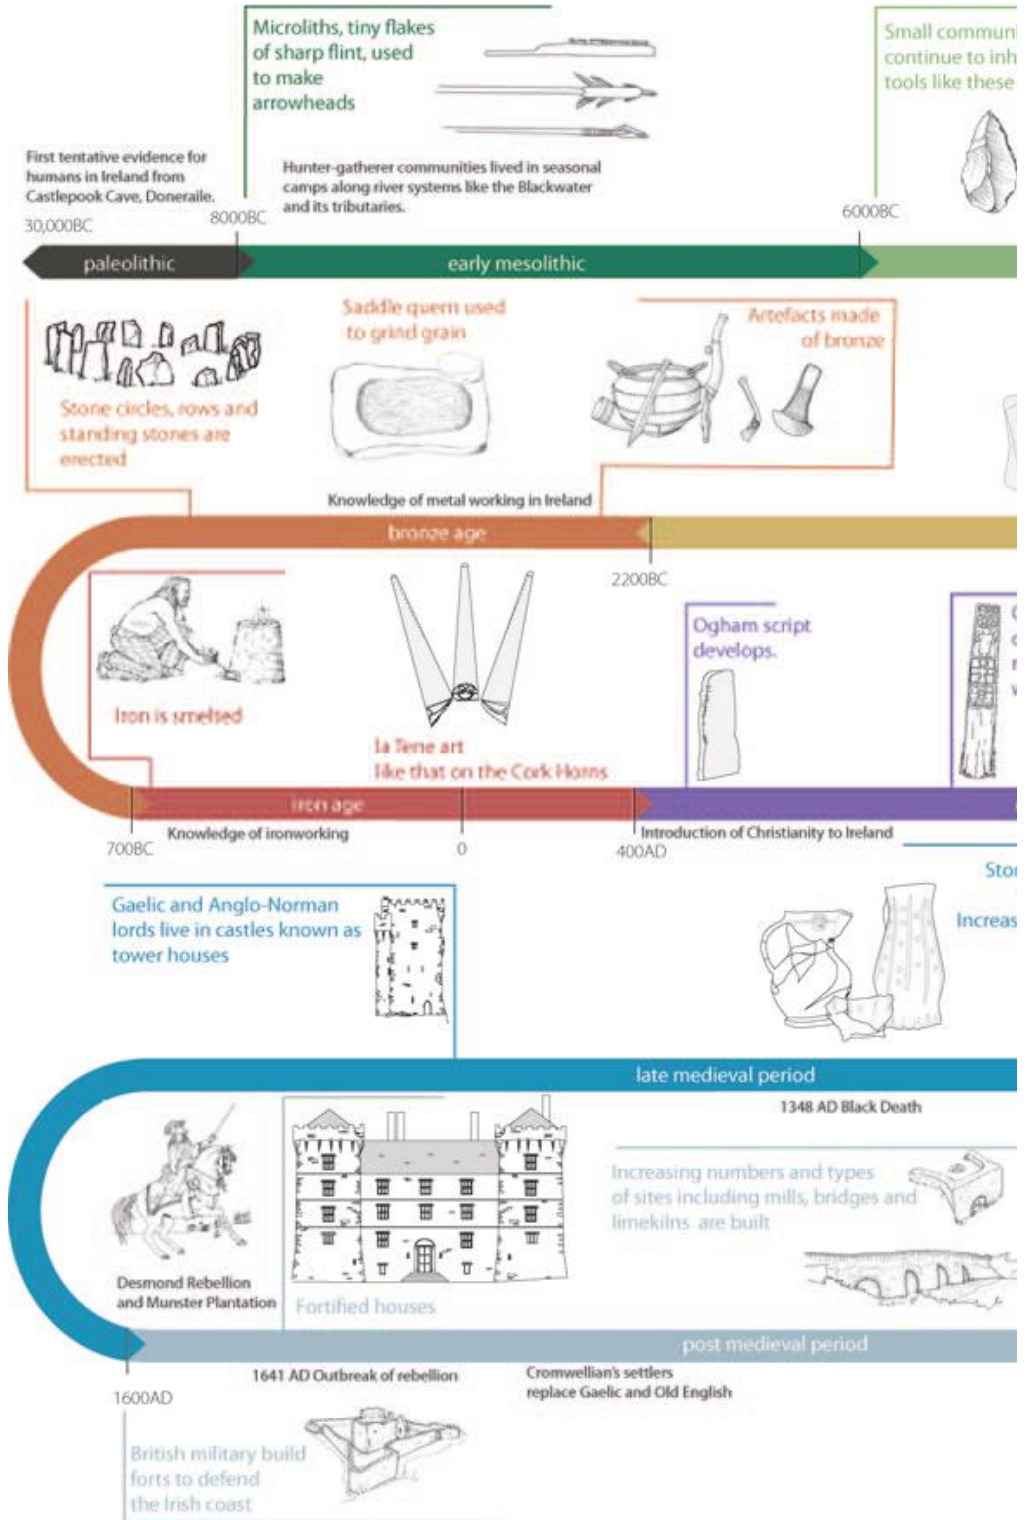 Microliths, tiny flakes
of sharp flint, used
to make
arrowheads
Small
continue to
tools like these
First tentative evidence for
humans in Ireland from
Castlepook Cave, Doneraile.
Hunter-gatherer communities lived in seasonal
camps along river systems like the Blackwater
and its tributaries.
30,000BC
8000BC
6000BC
paleolithic
early mesolithic
Stone circles, rows and
standing stones are
erected
Saddle quern used
to grind grain
Artefacts made
of bronze
Knowledge of metal working in Ireland
bronze age
2200BC
Iron is smelted
la Tene art
like that on the Cork Horns
Ogham script
develops.
iron age
700BC
Knowledge of ironworking
0
400AD
Introduction of Christianity to Ireland
Gaelic and Anglo-Norman
lords live in castles known as
tower houses
late medieval period
1348 AD Black Death
Desmond Rebellion
and Munster Plantation
Fortified houses
Increasing numbers and types
of sites including mills, bridges and
limekilns are built
post medieval period
1600AD
1641 AD Outbreak of rebellion
Cromwellian's settlers
replace Gaelic and Old English
British military build
forts to defend
the Irish coast